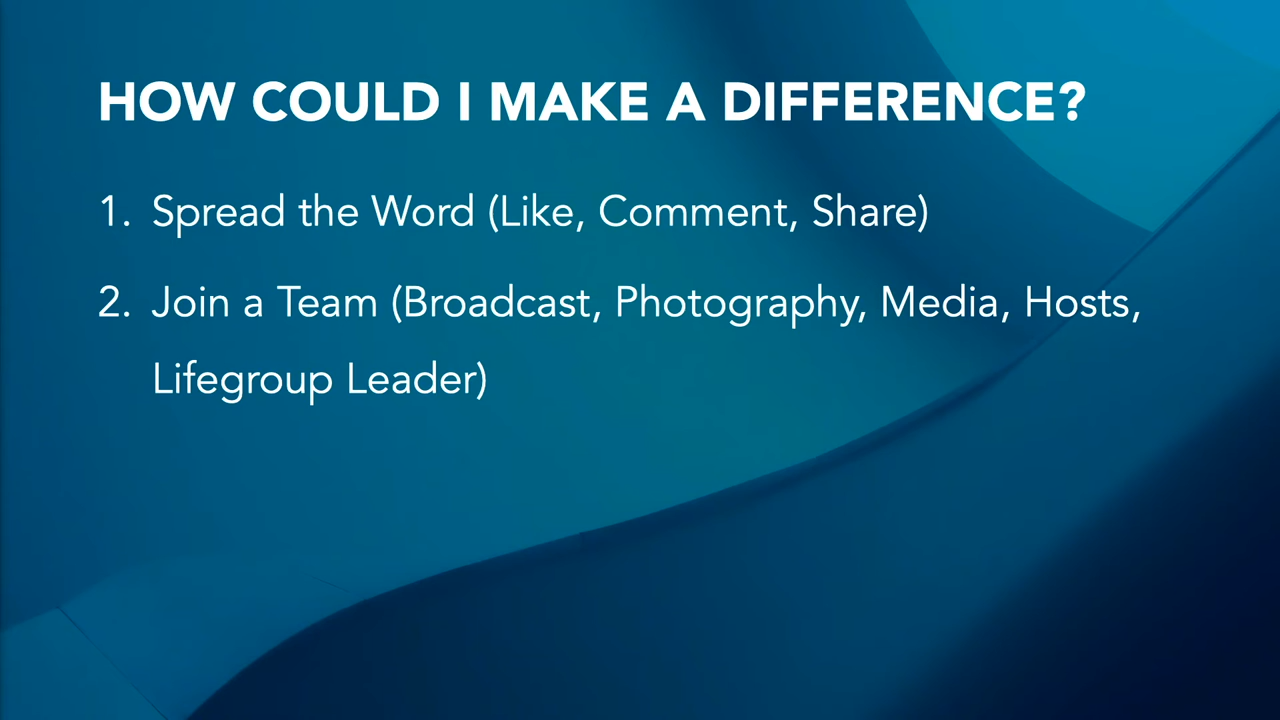 HOW COULD I MAKE A DIFFERENCE?
1. Spread the Word (Like, Comment, Share)
2. Join a Team (Broadcast, Photography, Media, Hosts,
Lifegroup Leader)